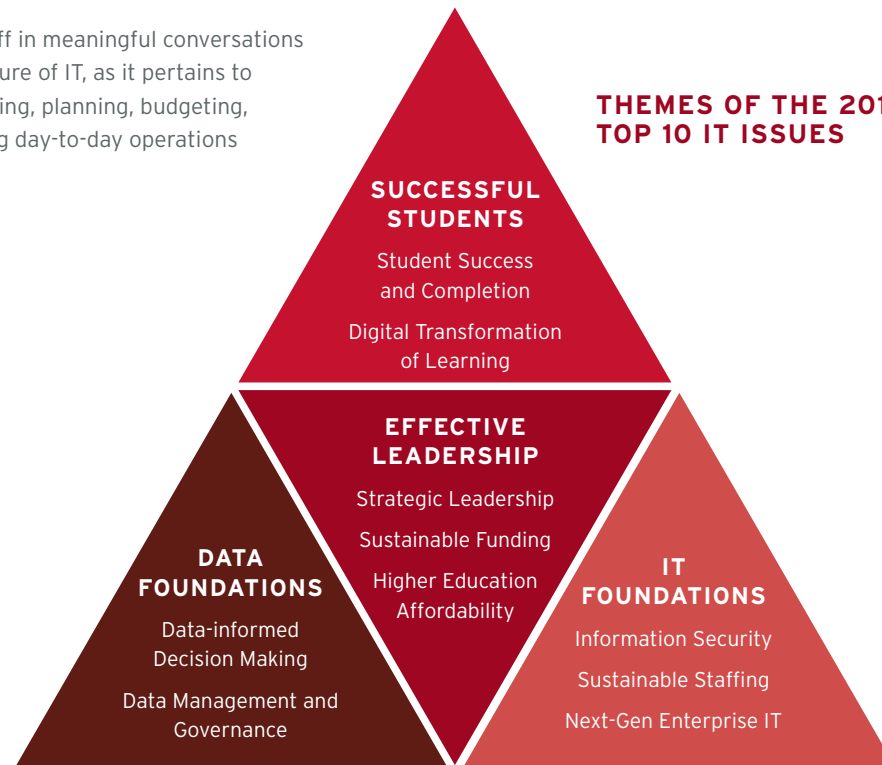 ff in meaningful conversations
ure of IT, as it pertains to
ing, planning, budgeting,
g day-to-day operations
THEMES OF THE 201
TOP 10 IT ISSUES
SUCCESSFUL
STUDENTS
Student Success
and Completion
Digital Transformation
of Learning
EFFECTIVE
LEADERSHIP
Strategic Leadership
Sustainable Funding
Higher Education
Affordability
DATA
FOUNDATIONS
Data-informed
Decision Making
Data Management and
Governance
IT
FOUNDATIONS
Information Security
Sustainable Staffing
Next-Gen Enterprise IT